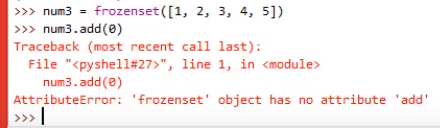 >>> num3 = frozenset([1, 2, 3, 4, 5])
>>> num3.add(0)
Traceback (most recent call last):
  File "<pyshell#27>", line 1, in <module>
    num3.add(0)
AttributeError: 'frozenset' object has no attribute 'add'
>>>